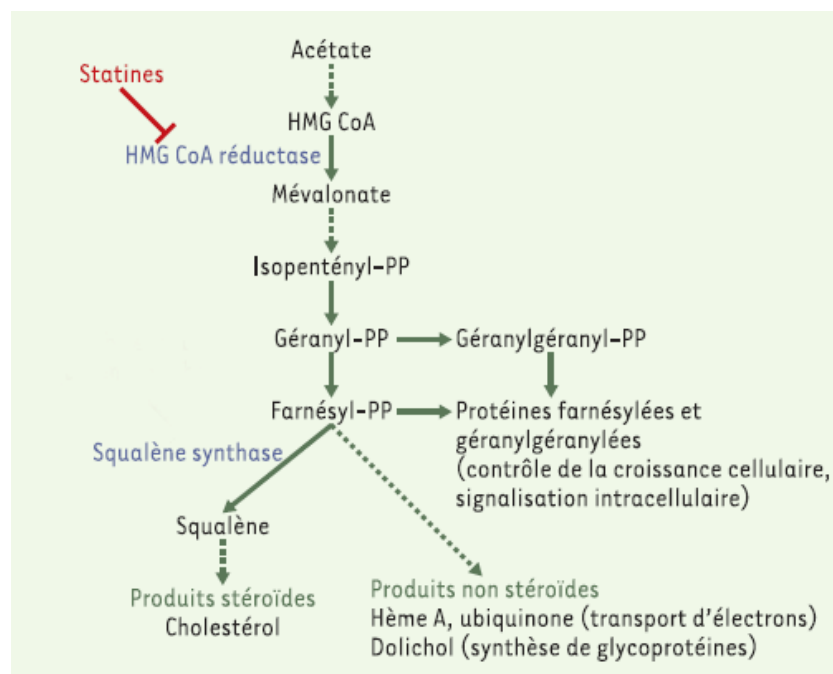 Acétate
Statines
HMG CoA
HMG CoA réductase
Mévalonate
Isopentényl-PP
Géranyl-PP
Géranylgéranyl-PP
Farnésyl-PP
Protéines farnésylées et
géranylgéranylées
(contrôle de la croissance cellulaire,
signalisation intracellulaire)
Squalène synthase
Squalène
Produits stéroïdes
Cholestérol
Produits non stéroïdes
Hème A, ubiquinone (transport d'électrons)
Dolichol (synthèse de glycoprotéines)